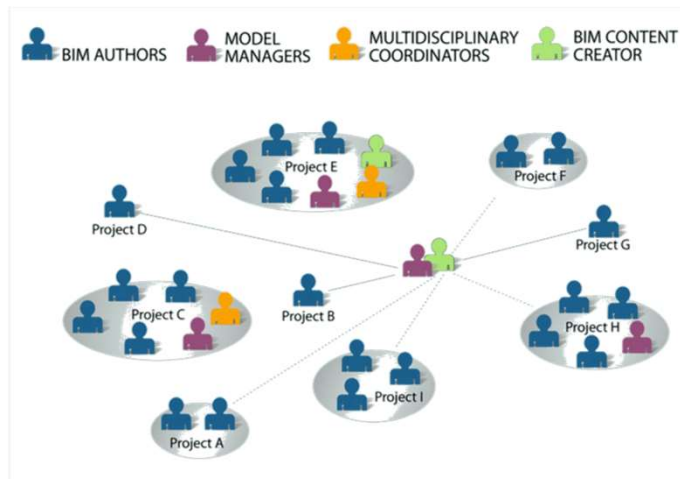 BIM AUTHORS
MODEL
MANAGERS
MULTIDISCIPLINARY
COORDINATORS
BIM CONTENT
CREATOR
Project E
Project F
Project D
Project G
Project B
Project C
Project H
Project I
Project A